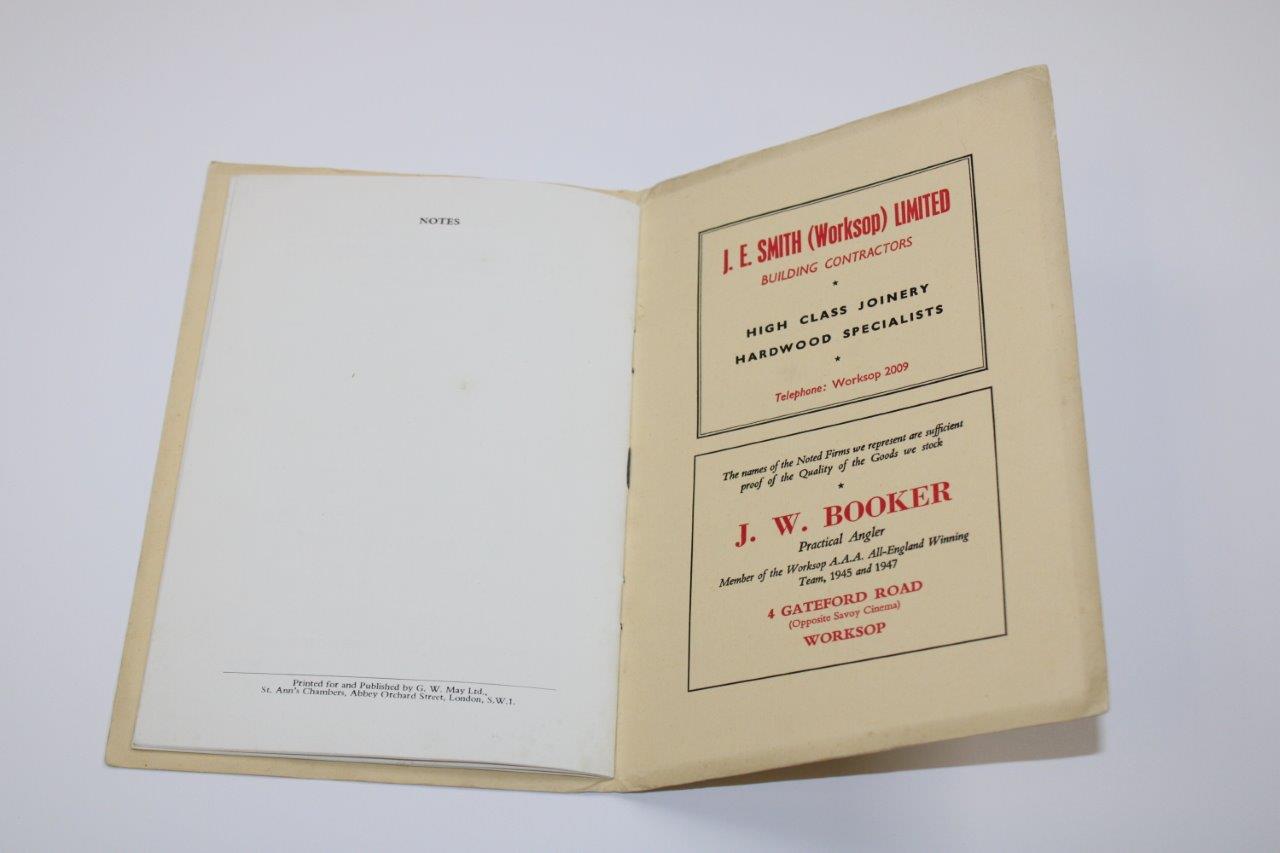 NOTES
Printed for and Published by G. W. May Ltd.,
St. Ann's Chambers, Abbey Orchard Street, London, S.W.1.
J. E. SMITH (Worksop) LIMITED
BUILDING CONTRACTORS
*
HIGH CLASS JOINERY
HARDWOOD SPECIALISTS
*
Telephone: Worksop 2009
The names of the Noted Firms we represent are sufficient
proof of the Quality of the Goods we stock
*
J. W. BOOKER
Practical Angler
Member of the Worksop A.A.A. All-England Winning
Team, 1945 and 1947
4 GATEFORD ROAD
(Opposite Savoy Cinema)
WORKSOP